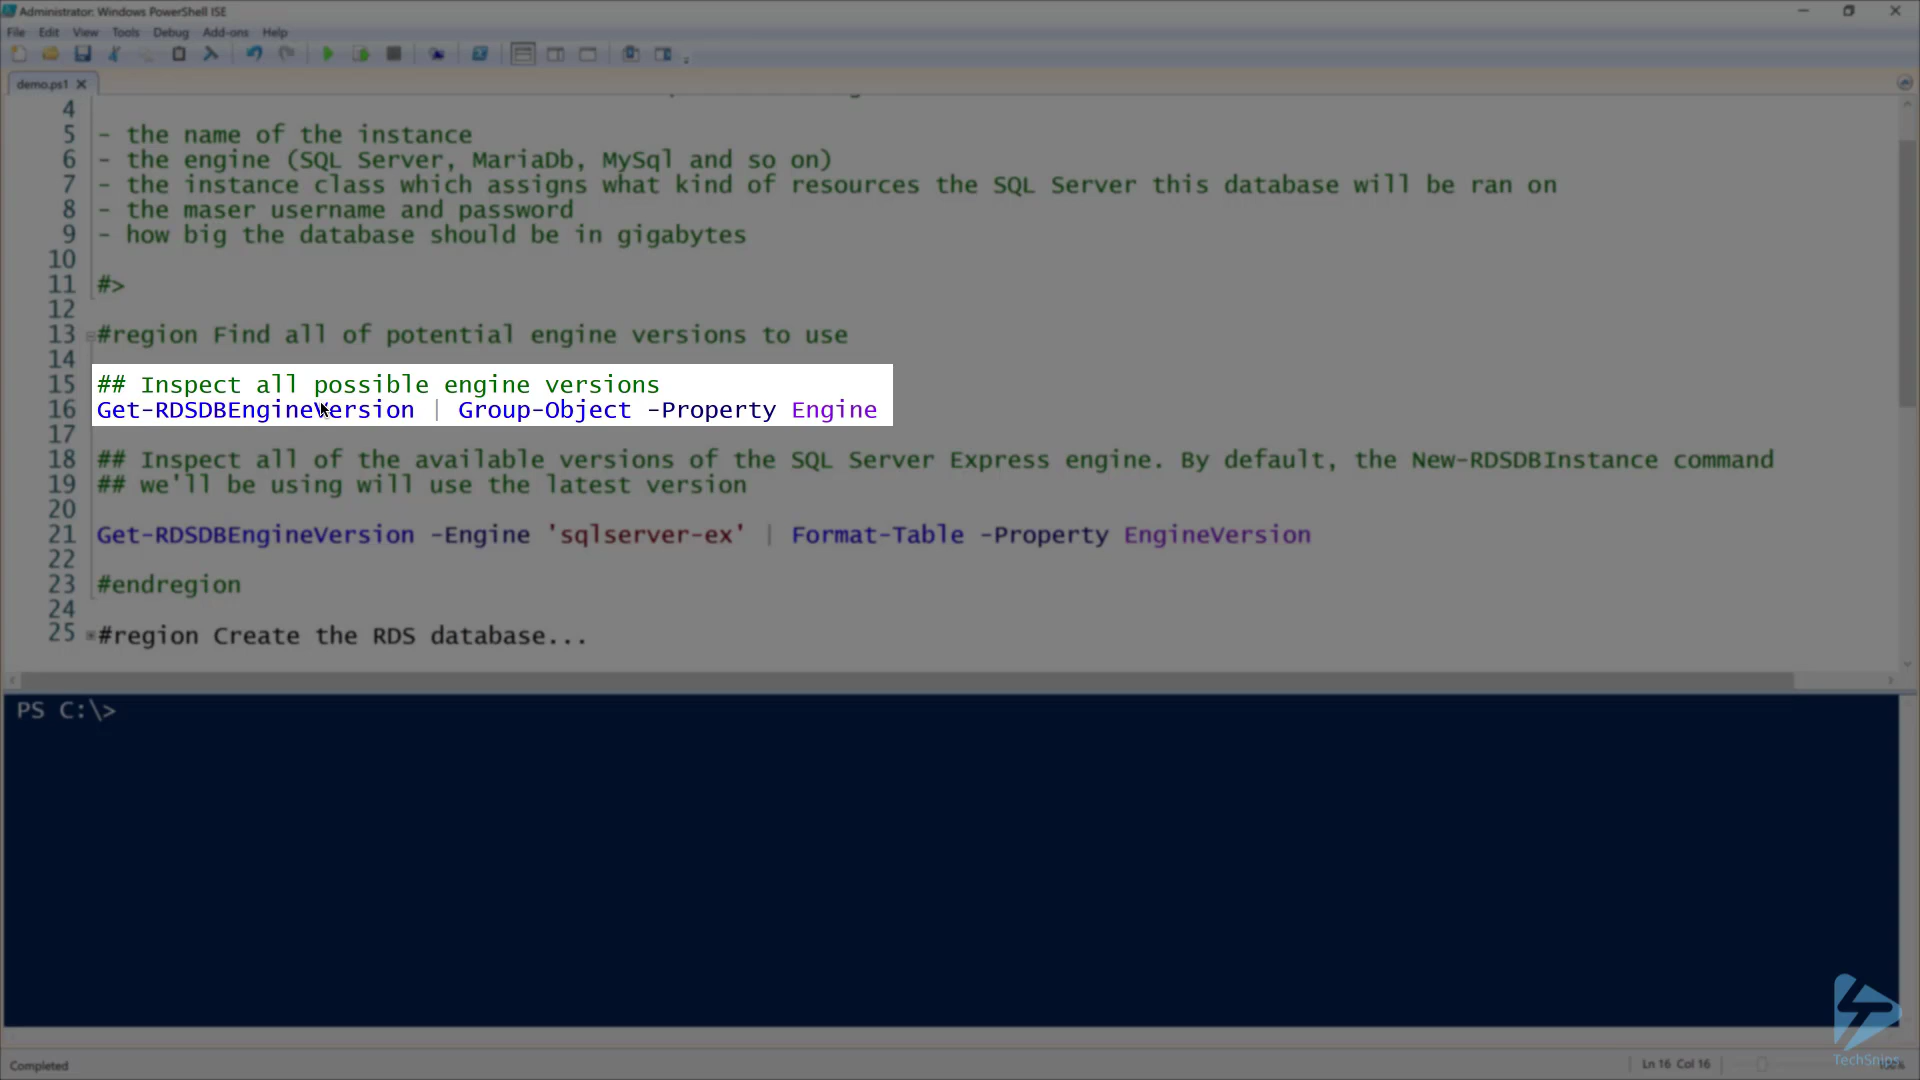 Administrator: Windows PowerShell ISE
File Edit View Tools Debug Add-ons Help
demo.ps1
4
5 - the name of the instance
6 - the engine (SQL Server, MariaDb, MySql and so on)
7 - the instance class which assigns what kind of resources the SQL Server this database will be ran on
8 - the maser username and password
9 - how big the database should be in gigabytes
10
11 #>
12
13 #region Find all of potential engine versions to use
14
15 ## Inspect all possible engine versions
16 Get-RDSDBEngineVersion | Group-Object -Property Engine
17
18 ## Inspect all of the available versions of the SQL Server Express engine. By default, the New-RDSDBInstance command
19 ## we'll be using will use the latest version
20
21 Get-RDSDBEngineVersion -Engine 'sqlserver-ex' | Format-Table -Property EngineVersion
22
23 #endregion
24
25 #region Create the RDS database...
PS C:\>
Completed
Ln 16 Col 16
TechSnips